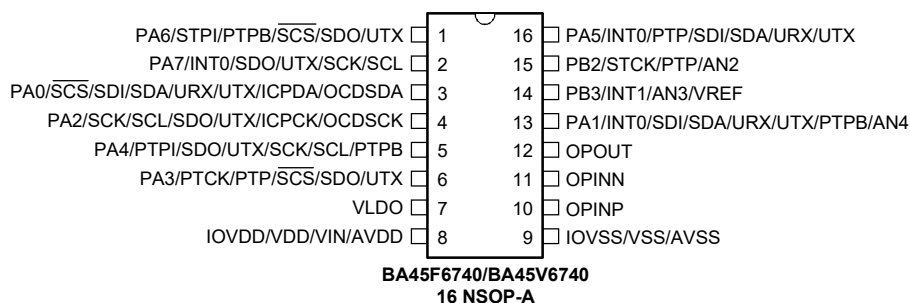 PA6/STPI/PTPB/SCS/SDO/UTX 1 16 PA5/INT0/PTP/SDI/SDA/URX/UTX
PA7/INT0/SDO/UTX/SCK/SCL 2 15 PB2/STCK/PTP/AN2
PA0/SCS/SDI/SDA/URX/UTX/ICPDA/OCDSDA 3 14 PB3/INT1/AN3/VREF
PA2/SCK/SCL/SDO/UTX/ICPCK/OCDSCK 4 13 PA1/INT0/SDI/SDA/URX/UTX/PTPB/AN4
PA4/PTPI/SDO/UTX/SCK/SCL/PTPB 5 12 OPOUT
PA3/PTCK/PTP/SCS/SDO/UTX 6 11 OPINN
VLDO 7 10 OPINP
IOVDD/VDD/VIN/AVDD 8 9 IOVSS/VSS/AVSS
BA45F6740/BA45V6740
16 NSOP-A